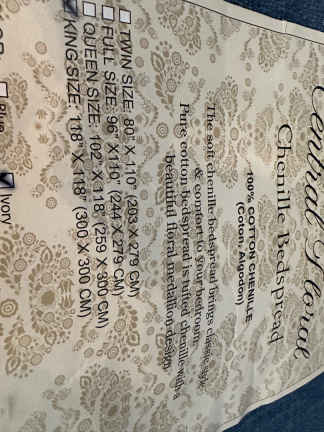 Central Floral
Chenille Bedspread
100% COTTON CHENILLE
(Coton, Algodón)
The soft chenille bedspread brings classic style
& comfort to your bedroom.
Pure cotton bedspread is tufted chenille with a
beautiful floral medallion design.
TWIN SIZE: 80" X 110" (203 X 279 CM)
FULL SIZE: 96" X 110" (244 X 279 CM)
QUEEN SIZE: 102" X 118" (259 X 300 CM)
KING SIZE: 118" X 118" (300 X 300 CM)
Blue
Ivory